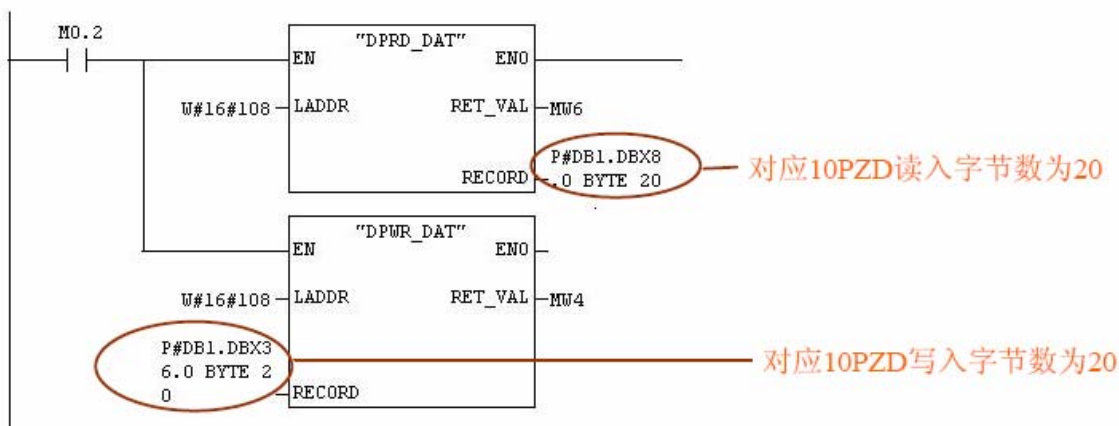 M0.2
"DPRD_DAT"
EN
ENO
W#16#108
LADDR
RET_VAL
MW6
P#DB1.DBX8
RECORD
.0 BYTE 20
对应10PZD读入字节数为20
"DPWR_DAT"
EN
ENO
W#16#108
LADDR
RET_VAL
MW4
P#DB1.DBX3
6.0 BYTE 2
0
RECORD
对应10PZD写入字节数为20